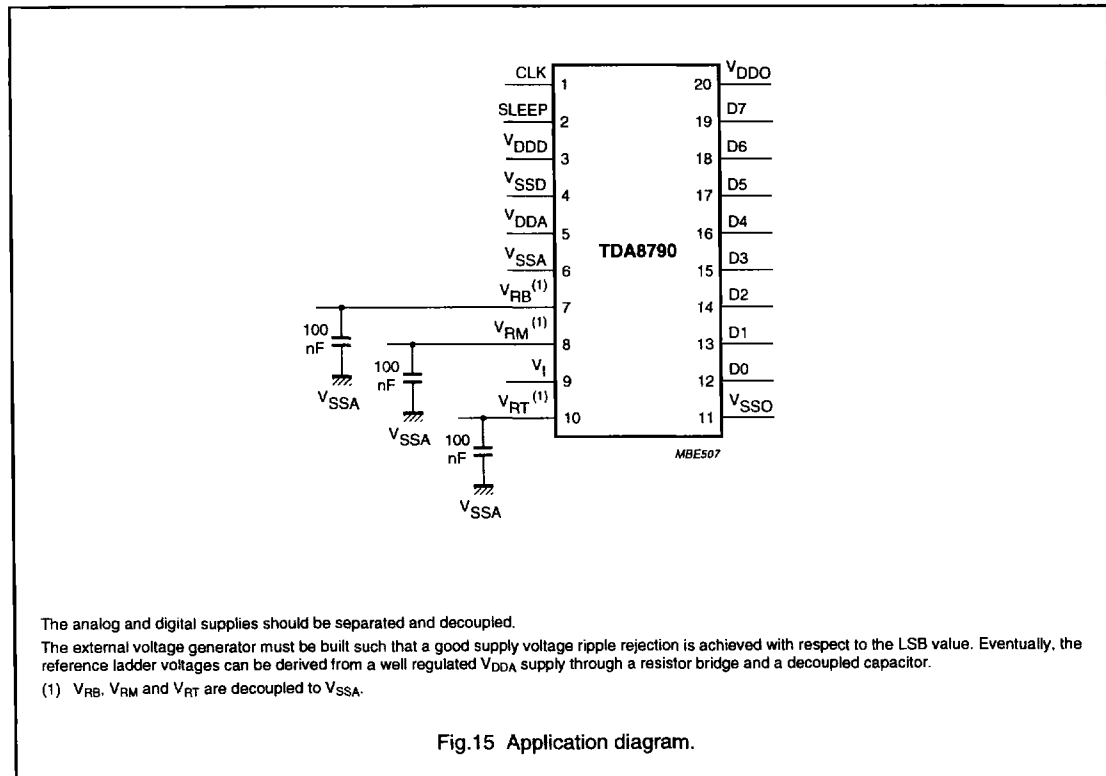 CLK
1
SLEEP
2
VDDD
3
VSSD
4
VDDA
5
VSSA
6
VRB (1)
7
VRM (1)
8
VI
9
VRT (1)
10
TDA8790
VDDO
20
D7
19
D6
18
D5
17
D4
16
D3
15
D2
14
D1
13
D0
12
VSSO
11
MBE507
100
nF
VSSA
100
nF
VSSA
100
nF
VSSA
The analog and digital supplies should be separated and decoupled.
The external voltage generator must be built such that a good supply voltage ripple rejection is achieved with respect to the LSB value. Eventually, the
reference ladder voltages can be derived from a well regulated VDDA supply through a resistor bridge and a decoupled capacitor.
(1) VRB, VRM and VRT are decoupled to VSSA.
Fig.15 Application diagram.